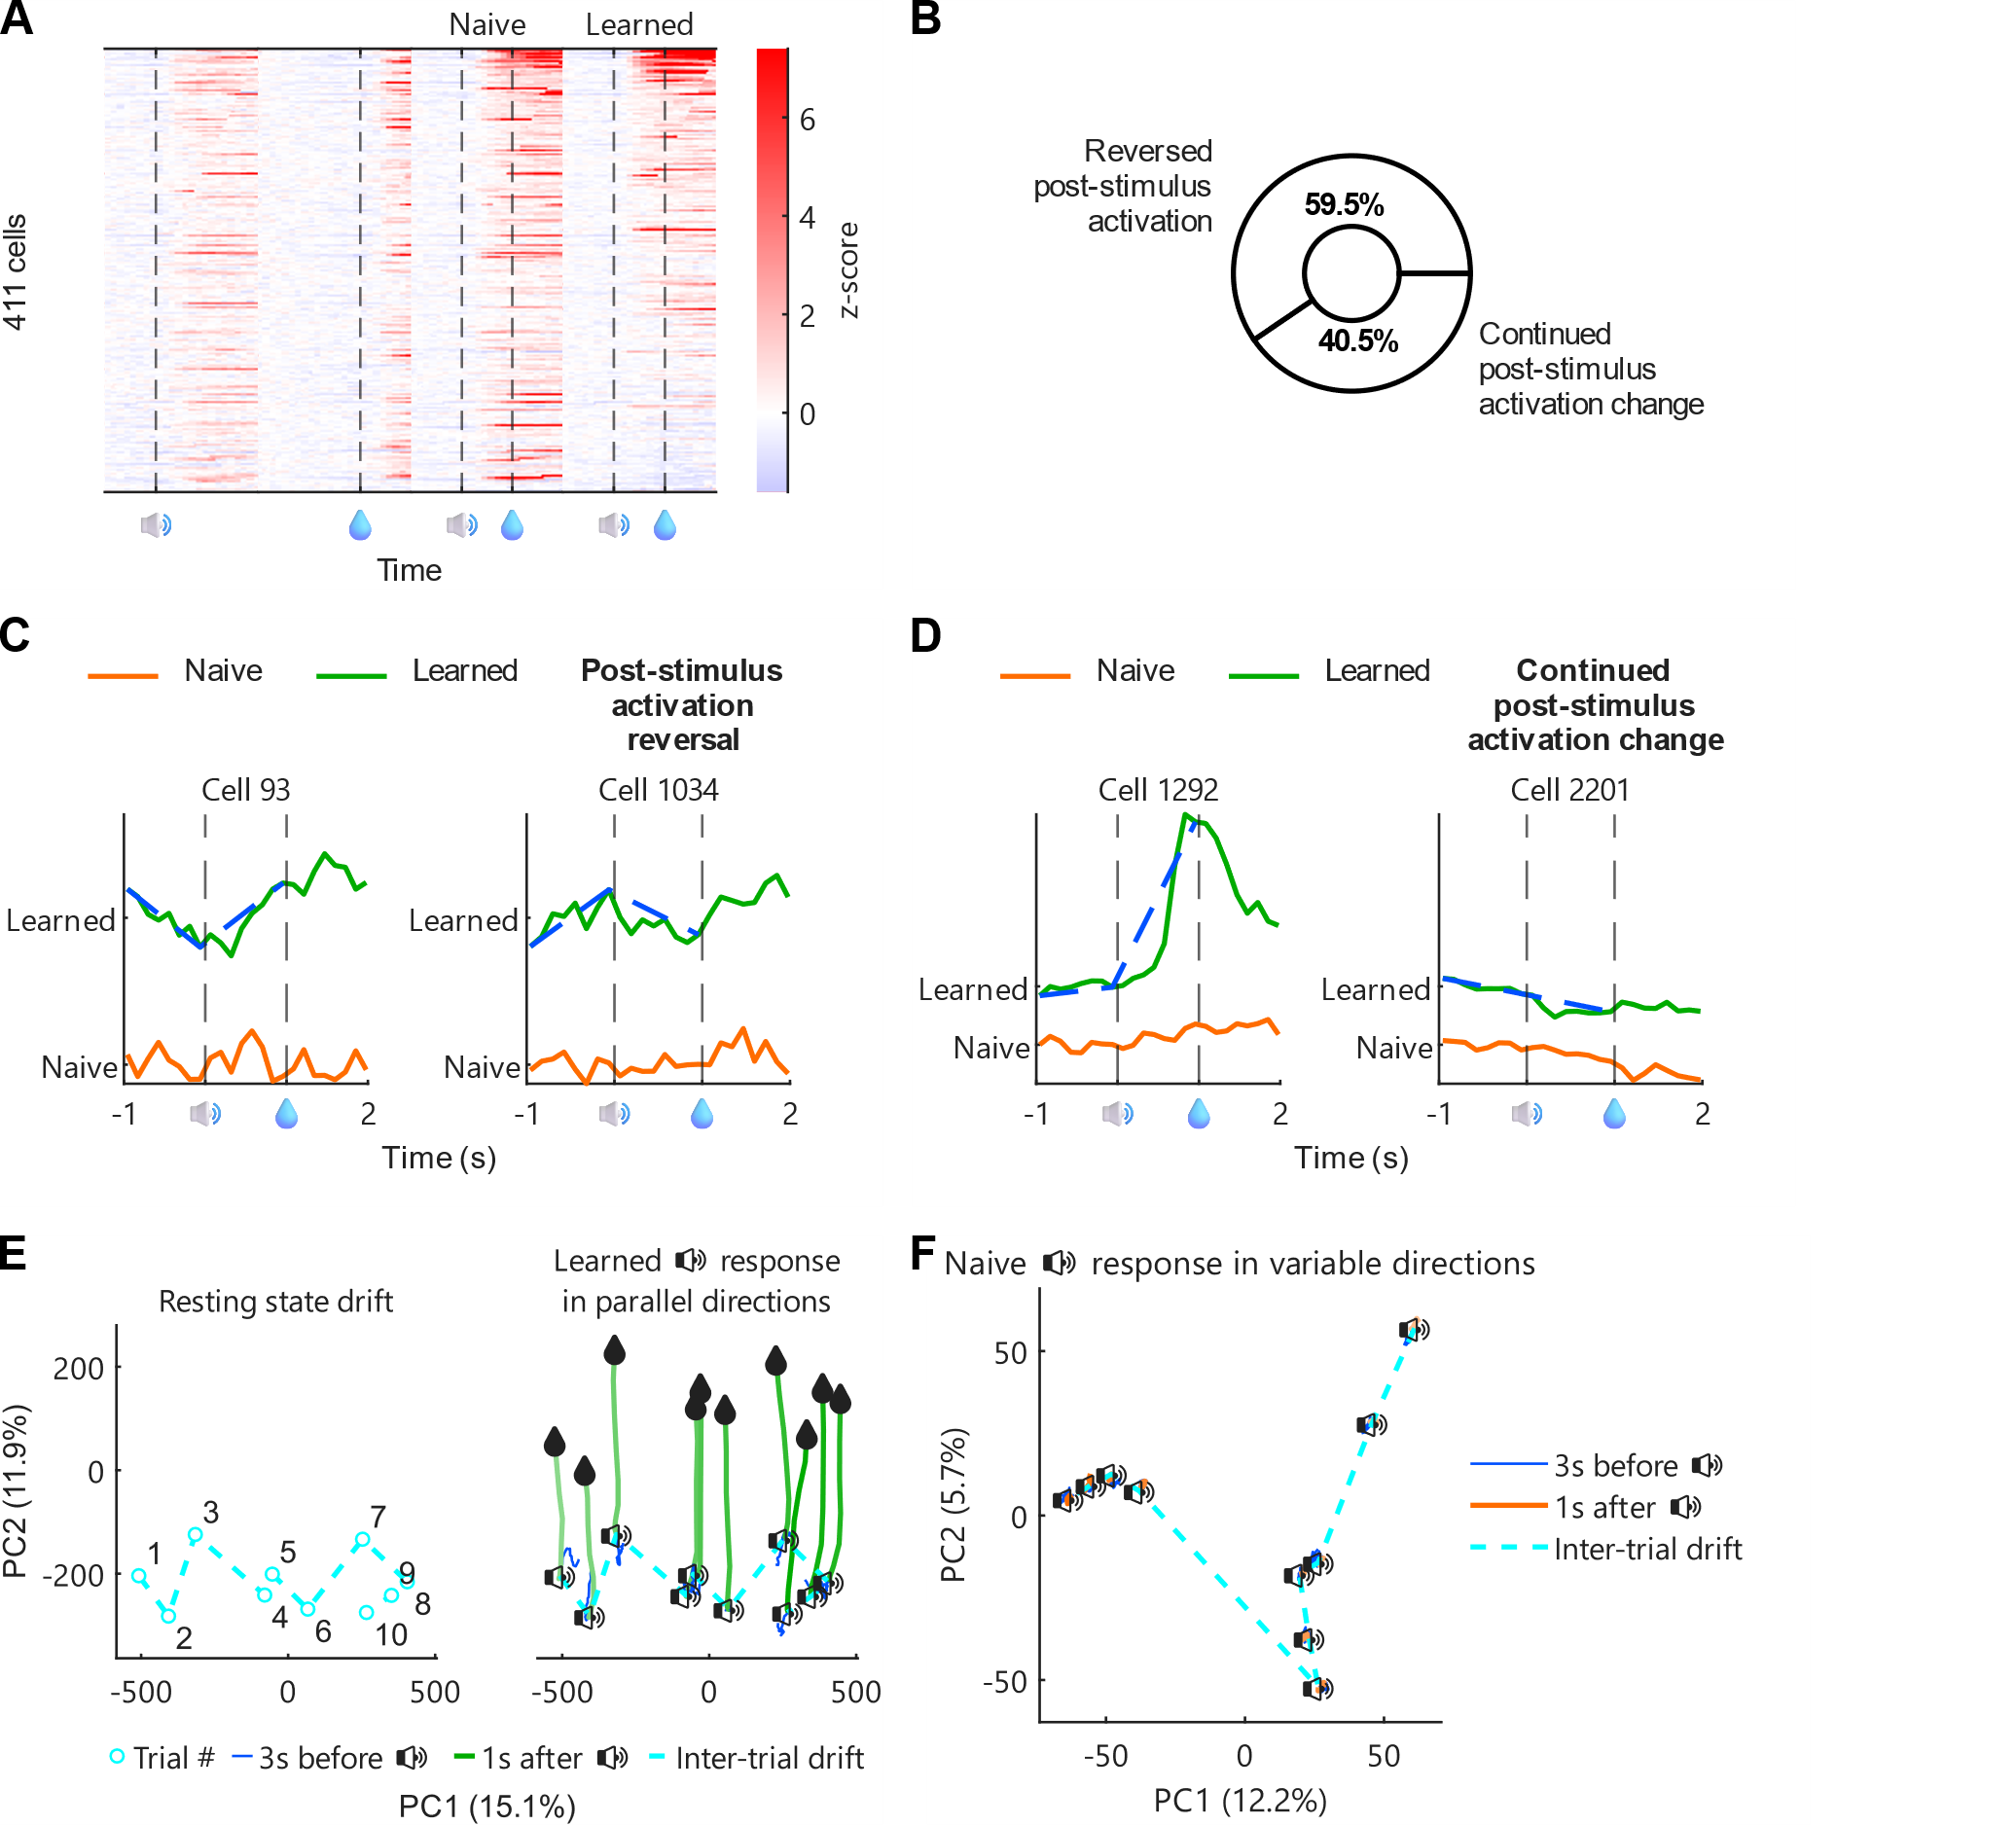 A
Naive
Learned
411 cells
6
4
2
0
z-score
Time
B
Reversed
post-stimulus
activation
59.5%
40.5%
Continued
post-stimulus
activation change
C
Naive
Learned
Post-stimulus
activation
reversal
Cell 93
Learned
Naive
-1
2
Cell 1034
Learned
Naive
-1
2
Time (s)
D
Naive
Learned
Continued
post-stimulus
activation change
Cell 1292
Learned
Naive
-1
2
Cell 2201
Learned
Naive
-1
2
Time (s)
E
Resting state drift
Learned response
in parallel directions
PC2 (11.9%)
200
0
-200
1
2
3
4
5
6
7
8
9
10
-500
0
500
-500
0
500
Trial #
3s before
1s after
Inter-trial drift
PC1 (15.1%)
F
Naive response in variable directions
PC2 (5.7%)
50
0
-50
-50
0
50
PC1 (12.2%)
3s before
1s after
Inter-trial drift